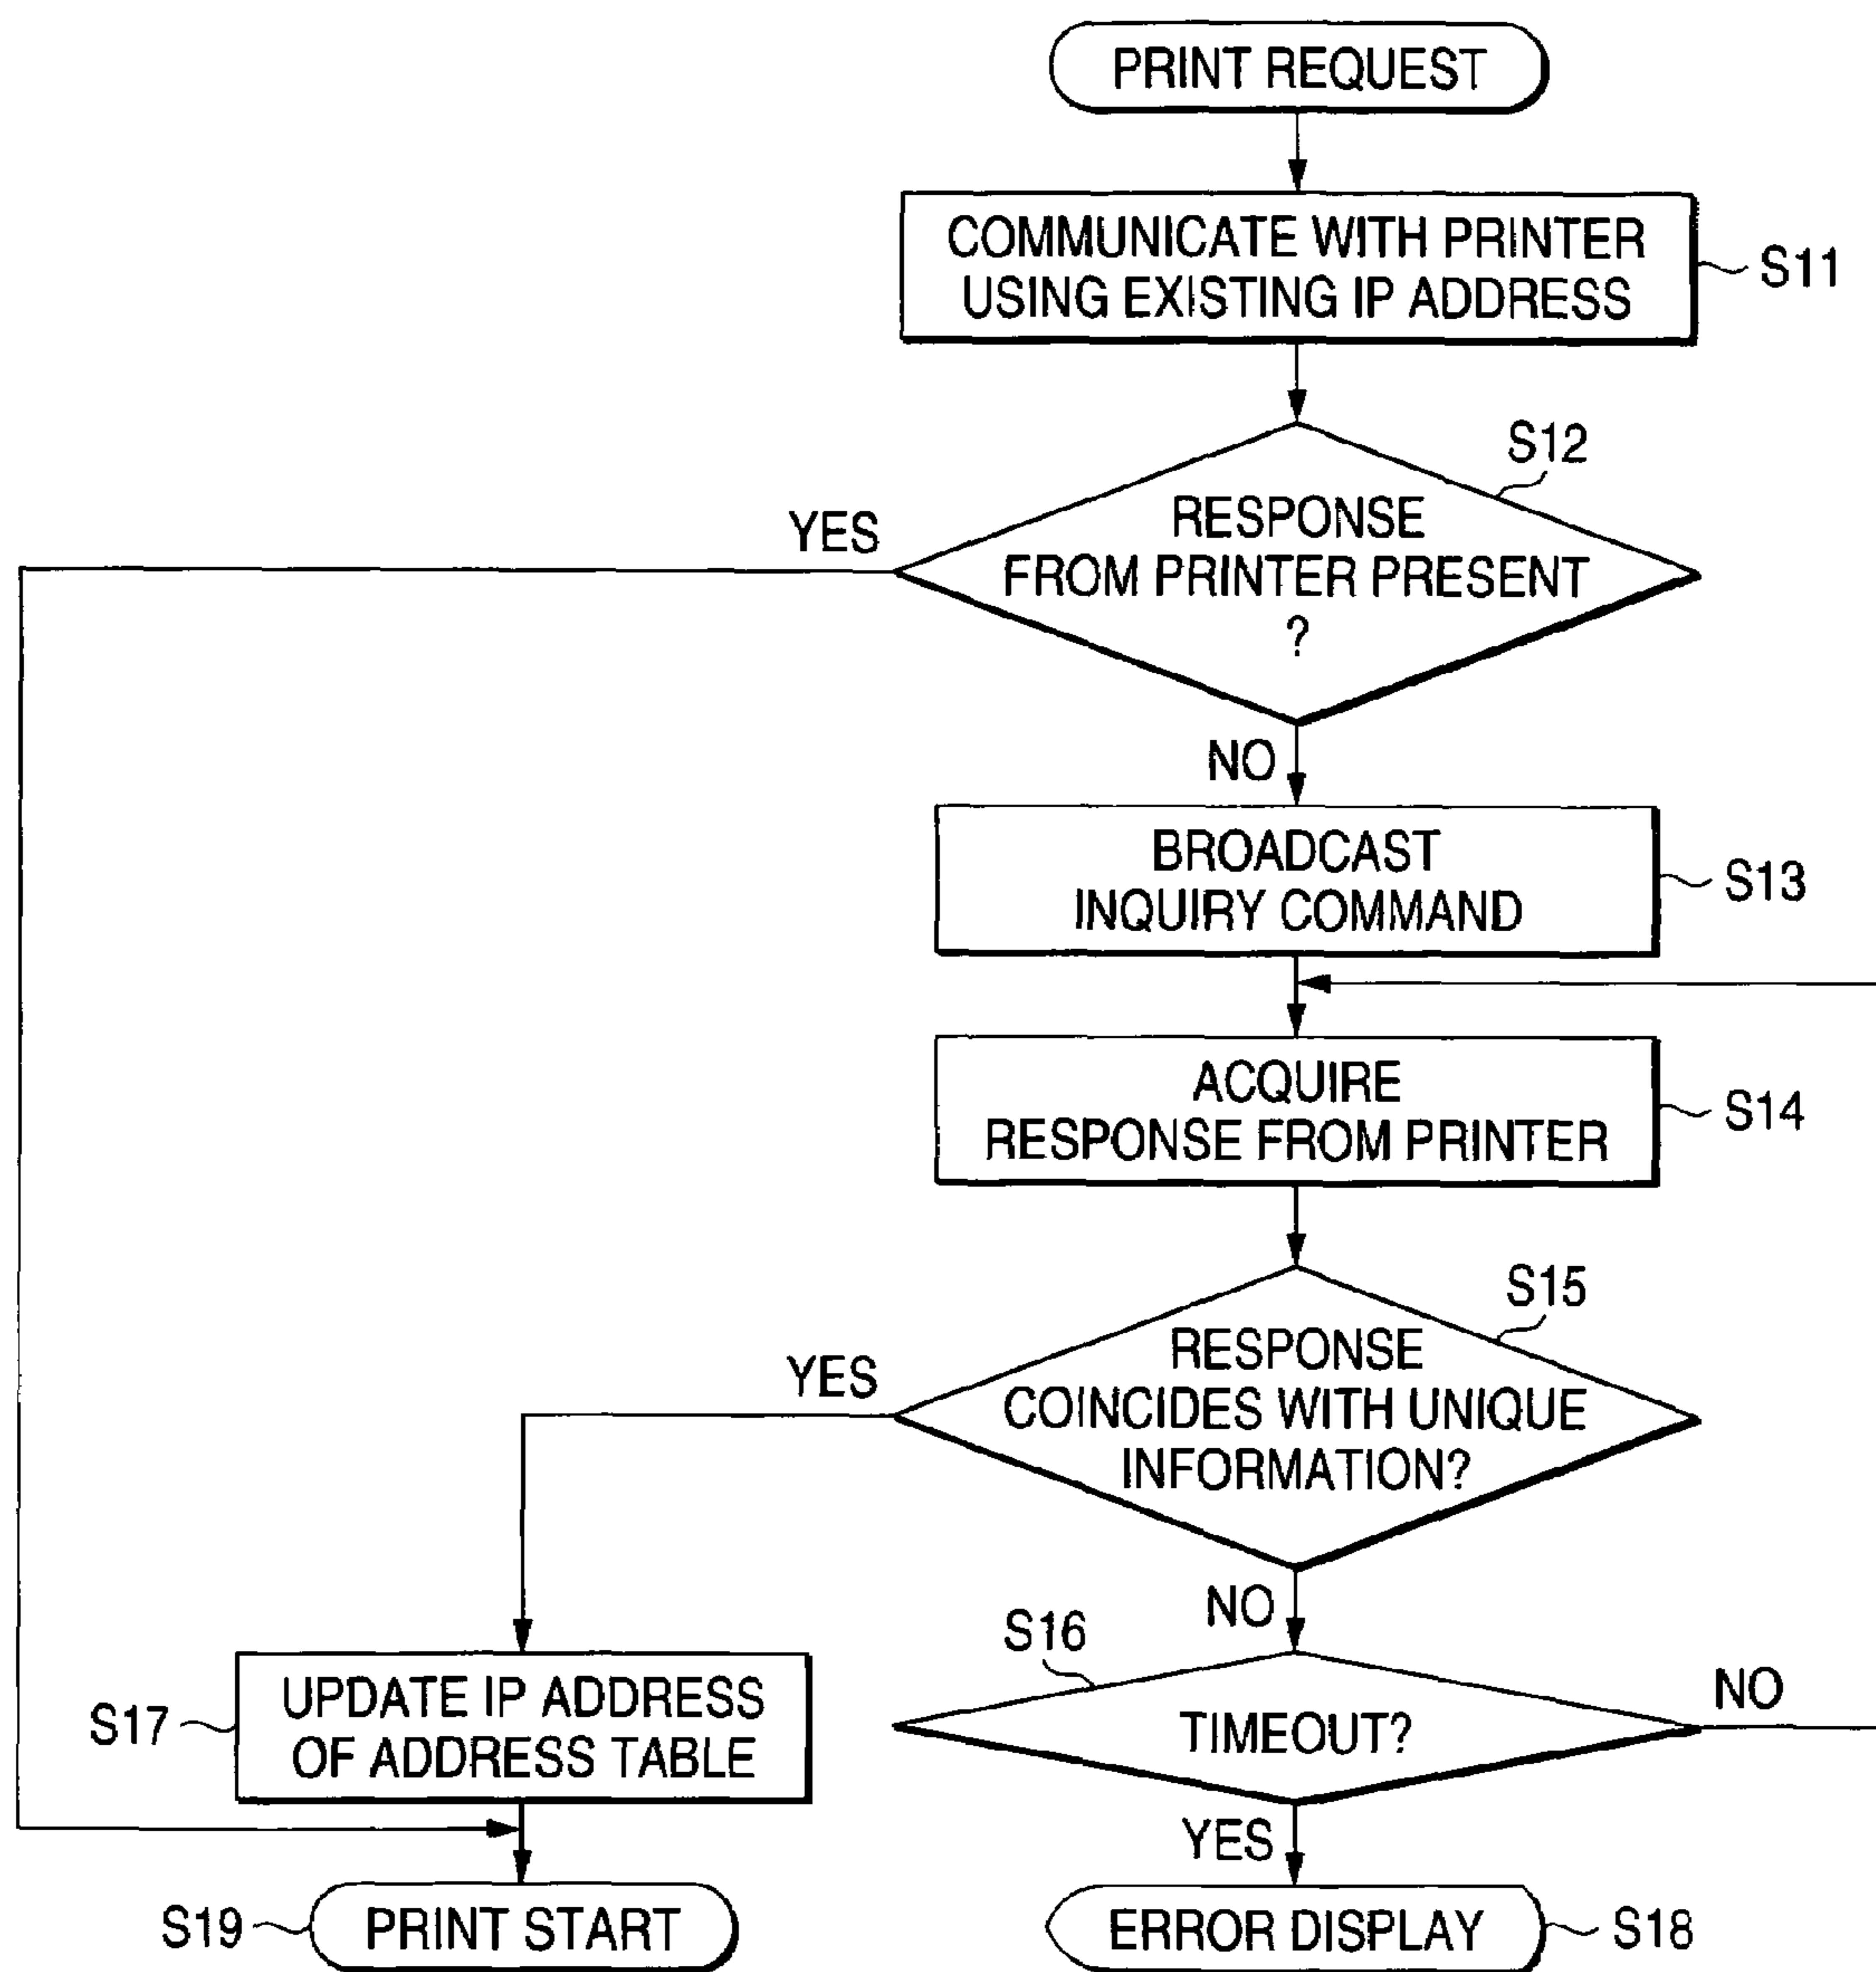 PRINT REQUEST
COMMUNICATE WITH PRINTER
USING EXISTING IP ADDRESS
S11
S12
RESPONSE
FROM PRINTER PRESENT
?
YES
NO
BROADCAST
INQUIRY COMMAND
S13
ACQUIRE
RESPONSE FROM PRINTER
S14
S15
RESPONSE
COINCIDES WITH UNIQUE
INFORMATION?
YES
NO
S16
TIMEOUT?
NO
YES
S17
UPDATE IP ADDRESS
OF ADDRESS TABLE
S19
PRINT START
ERROR DISPLAY
S18